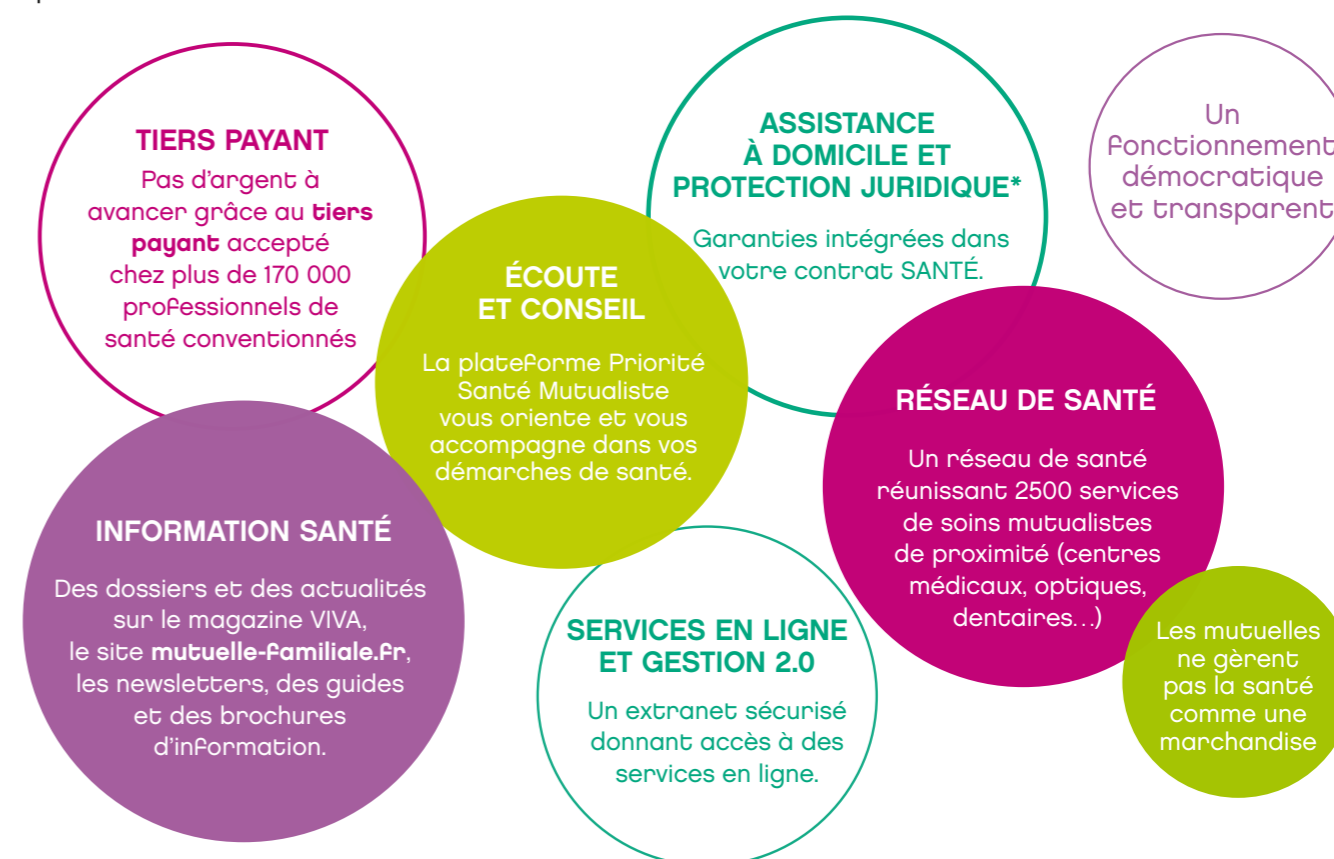 TIERS PAYANT
Pas d'argent à
avancer grâce au tiers
payant accepté
chez plus de 170 000
professionnels de
santé conventionnés
ASSISTANCE
À DOMICILE ET
PROTECTION JURIDIQUE*
Garanties intégrées dans
votre contrat SANTÉ.
Un
fonctionnement
démocratique
et transparent
ÉCOUTE
ET CONSEIL
La plateforme Priorité
Santé Mutualiste
vous oriente et vous
accompagne dans vos
démarches de santé.
RÉSEAU DE SANTÉ
Un réseau de santé
réunissant 2500 services
de soins mutualistes
de proximité (centres
médicaux, optiques,
dentaires...)
INFORMATION SANTÉ
Des dossiers et des actualités
sur le magazine VIVA,
le site mutuelle-familiale.fr,
les newsletters, des guides
et des brochures
d'information.
SERVICES EN LIGNE
ET GESTION 2.0
Un extranet sécurisé
donnant accès à des
services en ligne.
Les mutuelles
ne gèrent
pas la santé
comme une
marchandise